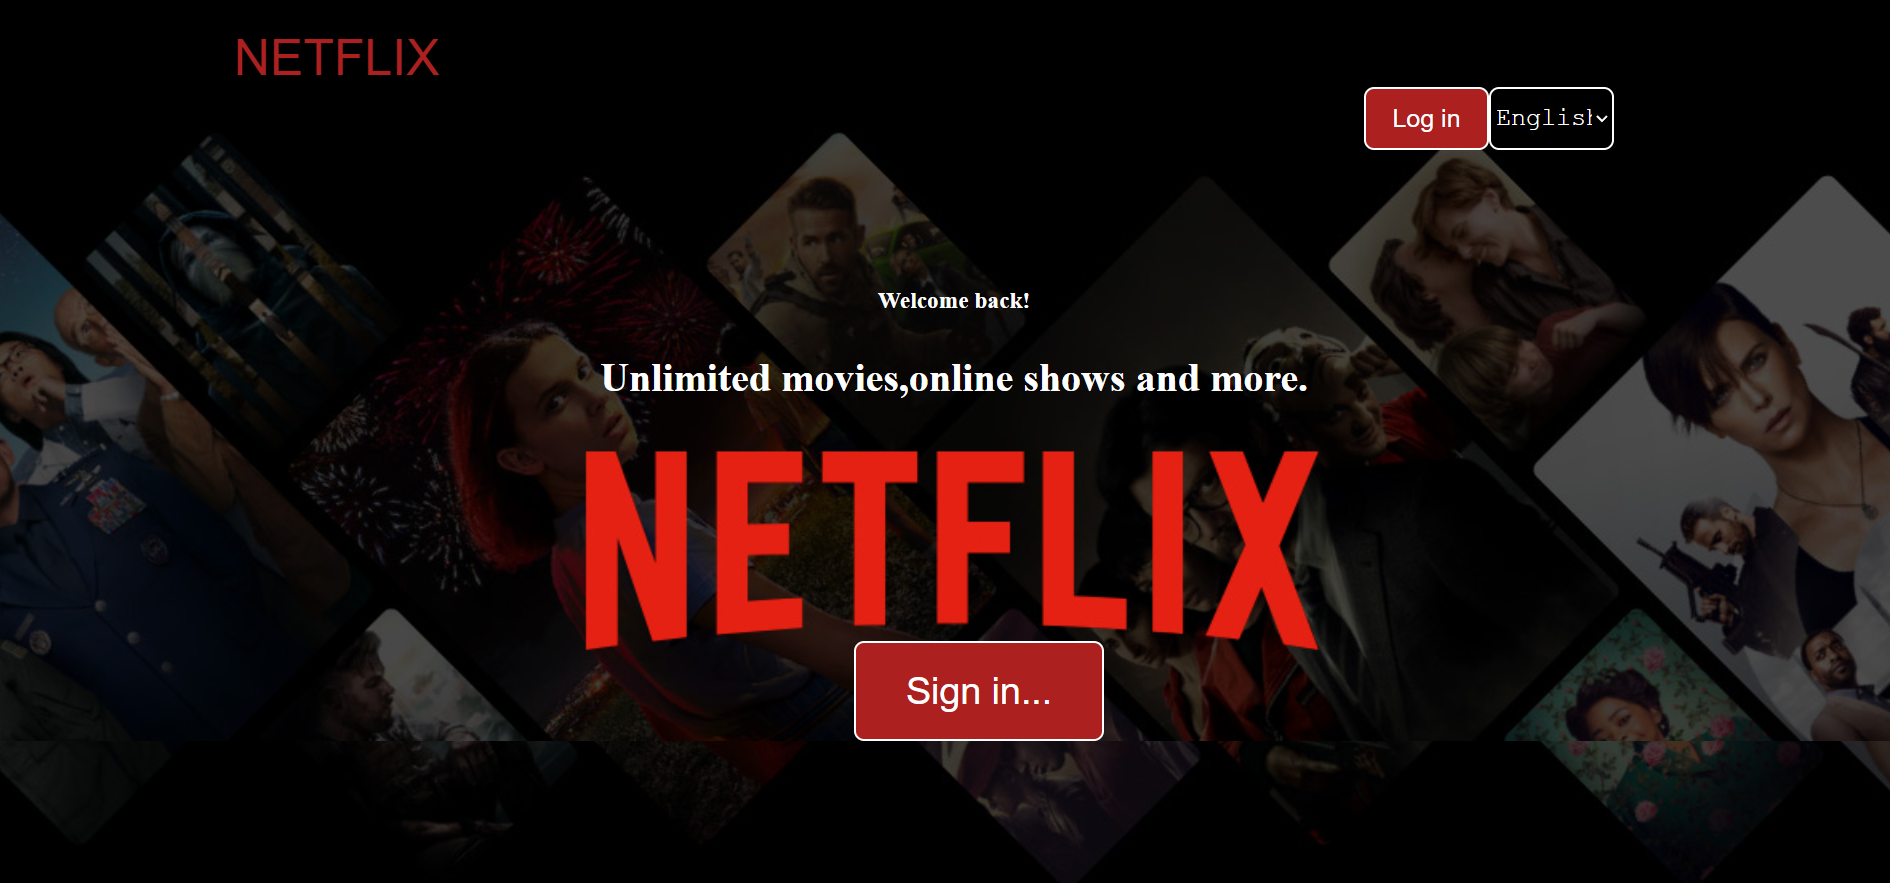 NETFLIX
Log in
English
Welcome back!
Unlimited movies,online shows and more.
NETFLIX
Sign in...